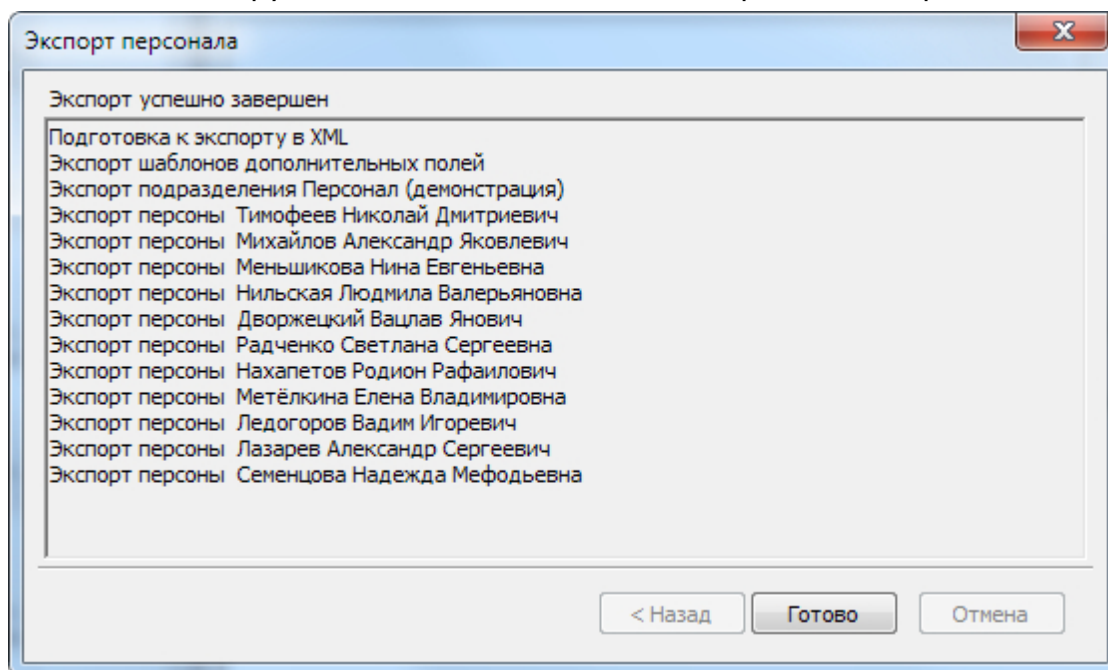 Экспорт персонала
Экспорт успешно завершен
Подготовка к экспорту в XML
Экспорт шаблонов дополнительных полей
Экспорт подразделения Персонал (демонстрация)
Экспорт персоны Тимофеев Николай Дмитриевич
Экспорт персоны Михайлов Александр Яковлевич
Экспорт персоны Меньшикова Нина Евгеньевна
Экспорт персоны Нильская Людмила Валерьяновна
Экспорт персоны Дворжецкий Вацлав Янович
Экспорт персоны Радченко Светлана Сергеевна
Экспорт персоны Нахапетов Родион Рафаилович
Экспорт персоны Метёлкина Елена Владимировна
Экспорт персоны Ледогоров Вадим Игоревич
Экспорт персоны Лазарев Александр Сергеевич
Экспорт персоны Семенцова Надежда Мефодьевна
< Назад Готово Отмена